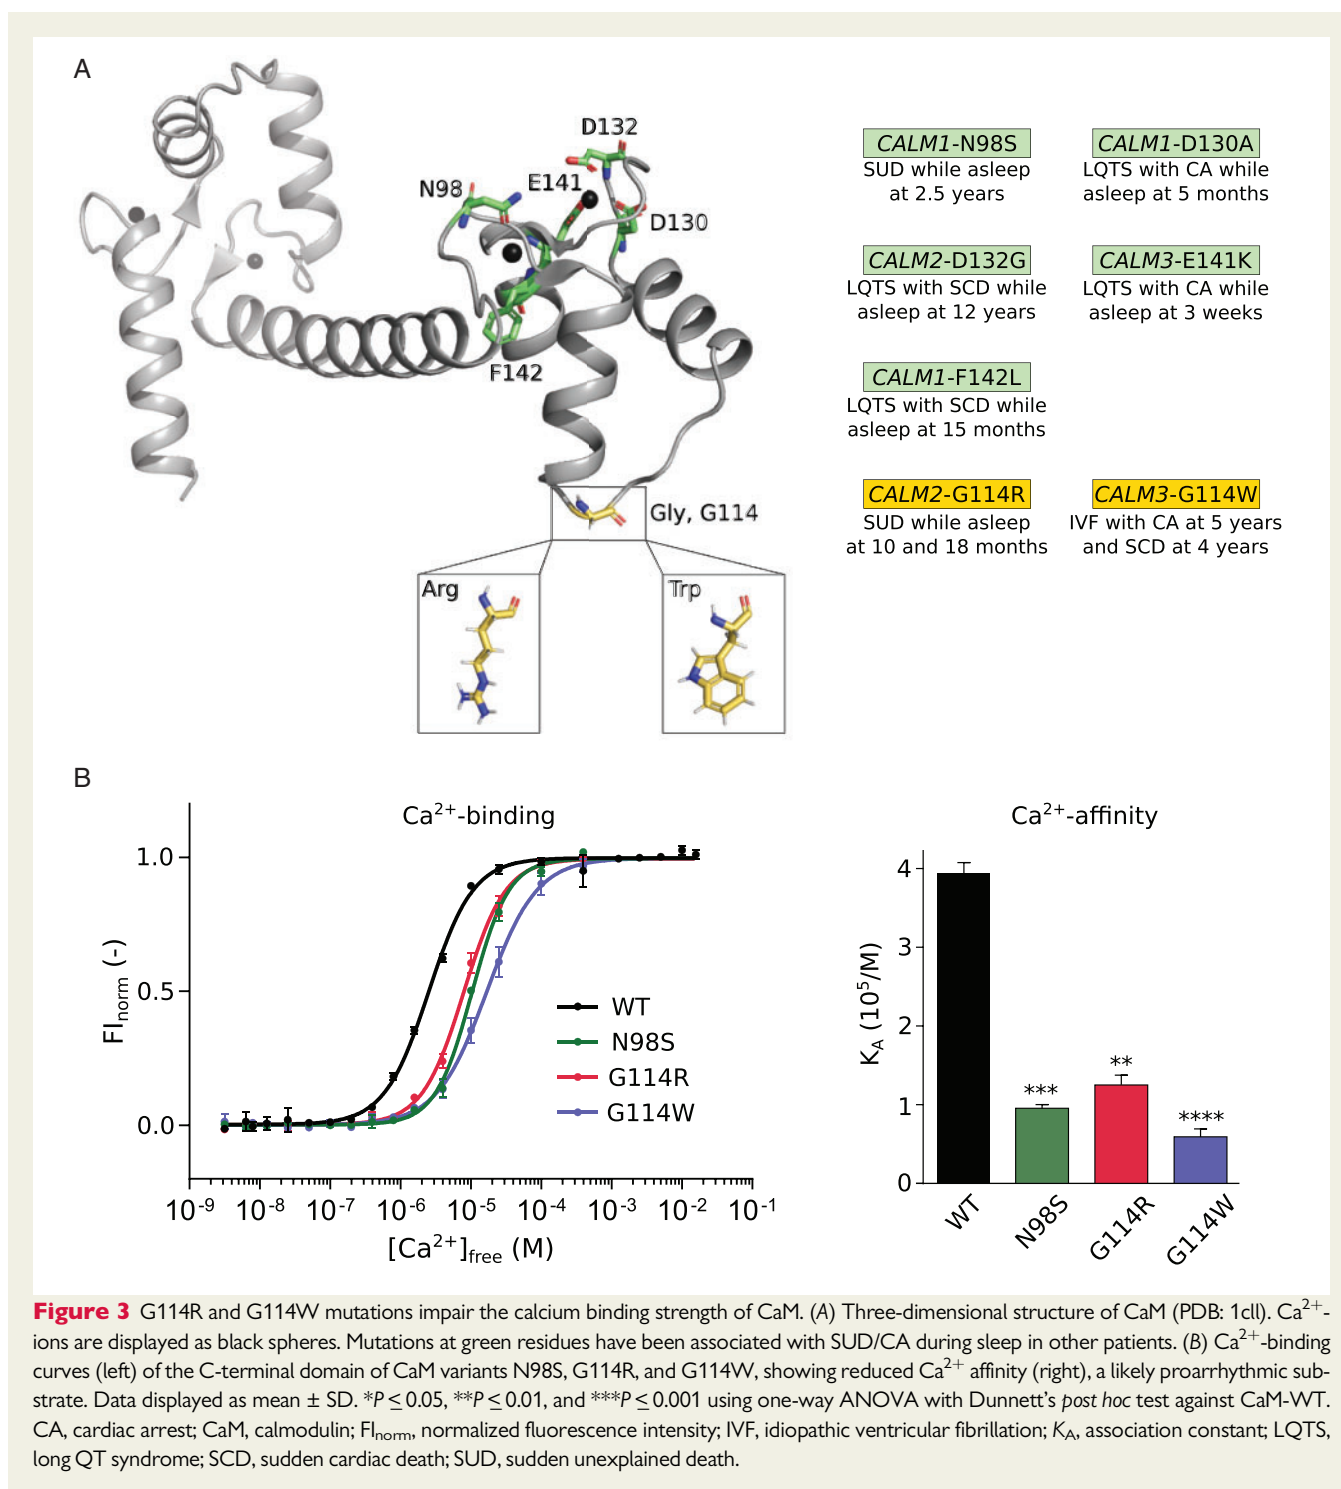 A
D132
N98
E141
D130
F142
Gly, G114
Arg
Trp
CALM1-N98S
SUD while asleep
at 2.5 years
CALM1-D130A
LQTS with CA while
asleep at 5 months
CALM2-D132G
LQTS with SCD while
asleep at 12 years
CALM3-E141K
LQTS with CA while
asleep at 3 weeks
CALM1-F142L
LQTS with SCD while
asleep at 15 months
CALM2-G114R
SUD while asleep
at 10 and 18 months
CALM3-G114W
IVF with CA at 5 years
and SCD at 4 years
B
Ca²⁺-binding
1.0
0.5
0.0
FI_norm (-)
WT
N98S
G114R
G114W
10⁻⁹ 10⁻⁸ 10⁻⁷ 10⁻⁶ 10⁻⁵ 10⁻⁴ 10⁻³ 10⁻² 10⁻¹
[Ca²⁺]_free (M)
Ca²⁺-affinity
4
3
2
1
0
K_A (10⁵/M)
***
**
****
WT
N98S
G114R
G114W
Figure 3 G114R and G114W mutations impair the calcium binding strength of CaM. (A) Three-dimensional structure of CaM (PDB: 1cll). Ca²⁺-
ions are displayed as black spheres. Mutations at green residues have been associated with SUD/CA during sleep in other patients. (B) Ca²⁺-binding
curves (left) of the C-terminal domain of CaM variants N98S, G114R, and G114W, showing reduced Ca²⁺ affinity (right), a likely proarrhythmic sub-
strate. Data displayed as mean ± SD. *P ≤ 0.05, **P ≤ 0.01, and ***P ≤ 0.001 using one-way ANOVA with Dunnett's post hoc test against CaM-WT.
CA, cardiac arrest; CaM, calmodulin; FI_norm, normalized fluorescence intensity; IVF, idiopathic ventricular fibrillation; K_A, association constant; LQTS,
long QT syndrome; SCD, sudden cardiac death; SUD, sudden unexplained death.